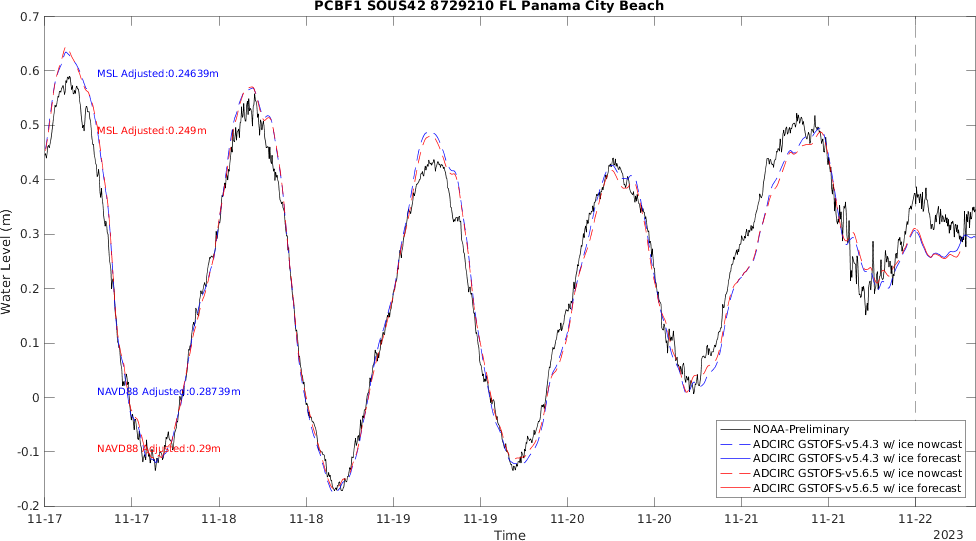 PCBF1 SOUS42 8729210 FL Panama City Beach
0.7
0.6
0.5
0.4
0.3
0.2
0.1
0
-0.1
-0.2
Water Level (m)
MSL Adjusted:0.24639m
MSL Adjusted:0.249m
NAVD88 Adjusted:0.28739m
NAVD88 Adjusted:0.29m
NOAA-Preliminary
ADCIRC GSTOFS-v5.4.3 w/ ice nowcast
ADCIRC GSTOFS-v5.4.3 w/ ice forecast
ADCIRC GSTOFS-v5.6.5 w/ ice nowcast
ADCIRC GSTOFS-v5.6.5 w/ ice forecast
11-17 11-17 11-18 11-18 11-19 11-19 11-20 11-20 11-21 11-21 11-22
Time
2023